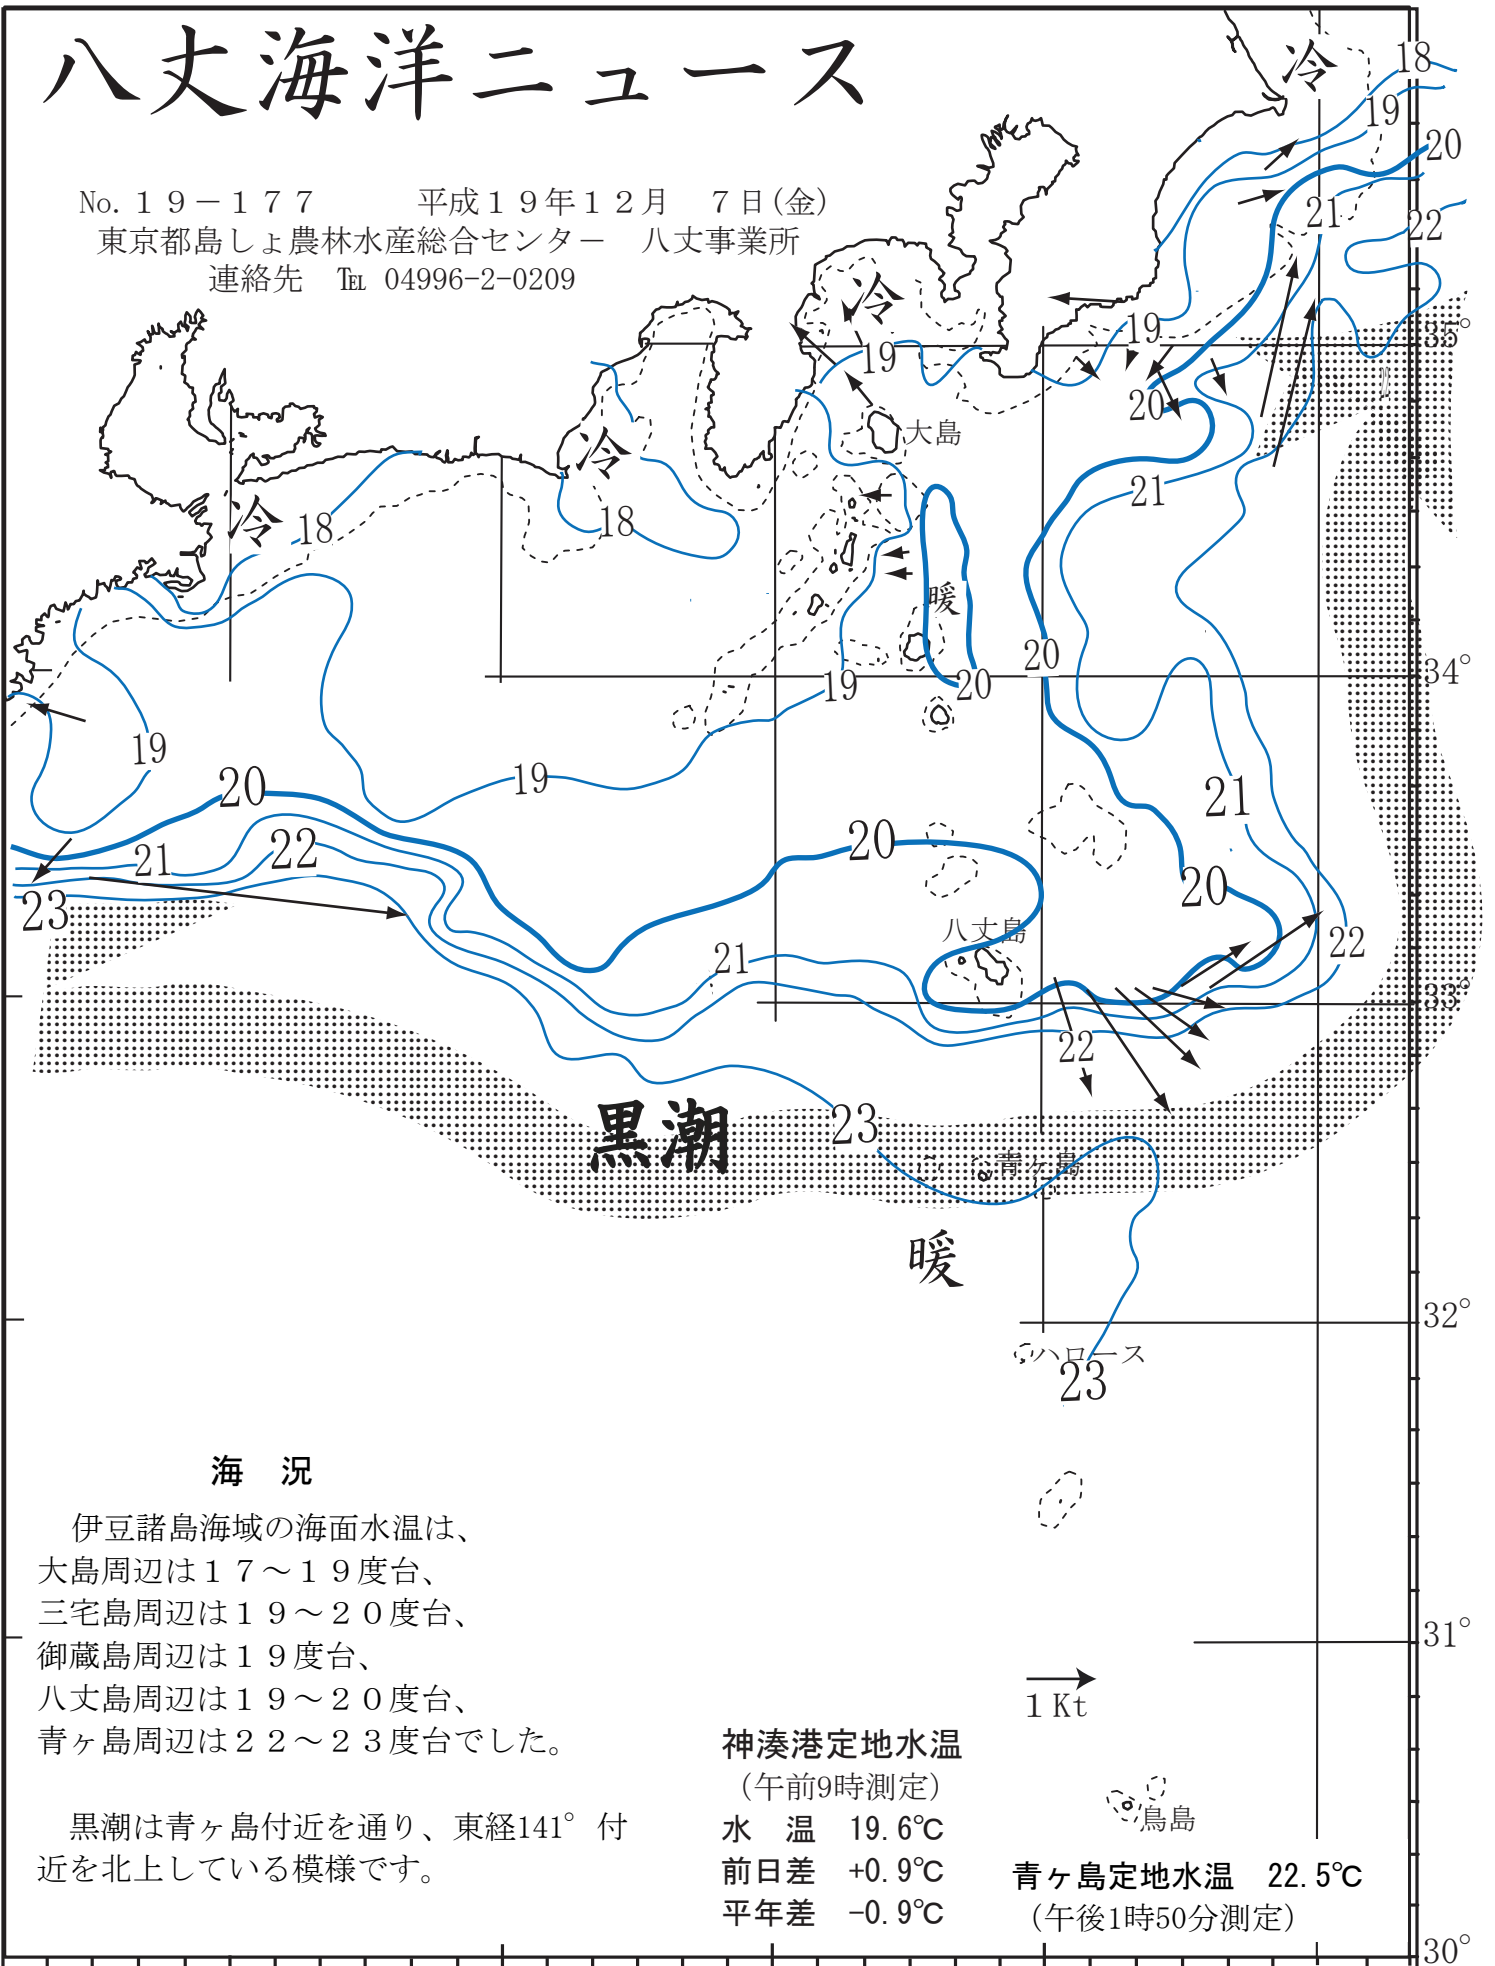 八丈海洋ニュース
No.１９－１７７　　平成１９年１２月　７日(金)
東京都島しょ農林水産総合センター　八丈事業所
連絡先　℡ 04996-2-0209
冷
18
19
20
21
22
冷
19
35°
19
20
大島
冷
冷
18
18
21
暖
20
19
20
34°
19
19
20
20
21
20
21
22
23
20
八丈島
21
22
33°
22
黒潮
23
青ヶ島
暖
32°
ハロース
23
海　況
伊豆諸島海域の海面水温は、
大島周辺は１７～１９度台、
三宅島周辺は１９～２０度台、
御蔵島周辺は１９度台、
八丈島周辺は１９～２０度台、
青ヶ島周辺は２２～２３度台でした。
黒潮は青ヶ島付近を通り、東経141°付
近を北上している模様です。
31°
1 Kt
神湊港定地水温
（午前9時測定）
水　温　19.6℃
前日差　+0.9℃
平年差　-0.9℃
鳥島
青ヶ島定地水温　22.5℃
（午後1時50分測定）
30°